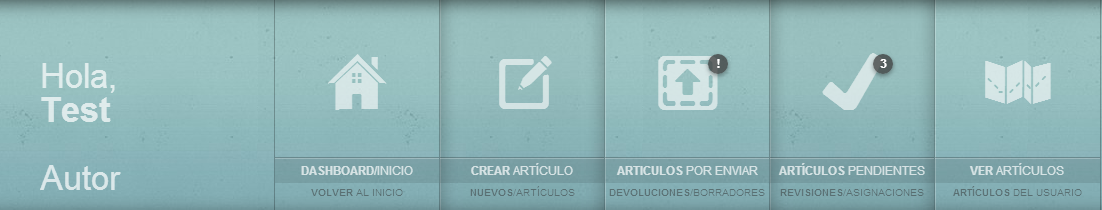 Hola,
Test
Autor
DASHBOARD/INICIO
VOLVER AL INICIO
CREAR ARTÍCULO
NUEVOS/ARTÍCULOS
!
ARTICULOS POR ENVIAR
DEVOLUCIONES/BORRADORES
3
ARTÍCULOS PENDIENTES
REVISIONES/ASIGNACIONES
VER ARTÍCULOS
ARTÍCULOS DEL USUARIO